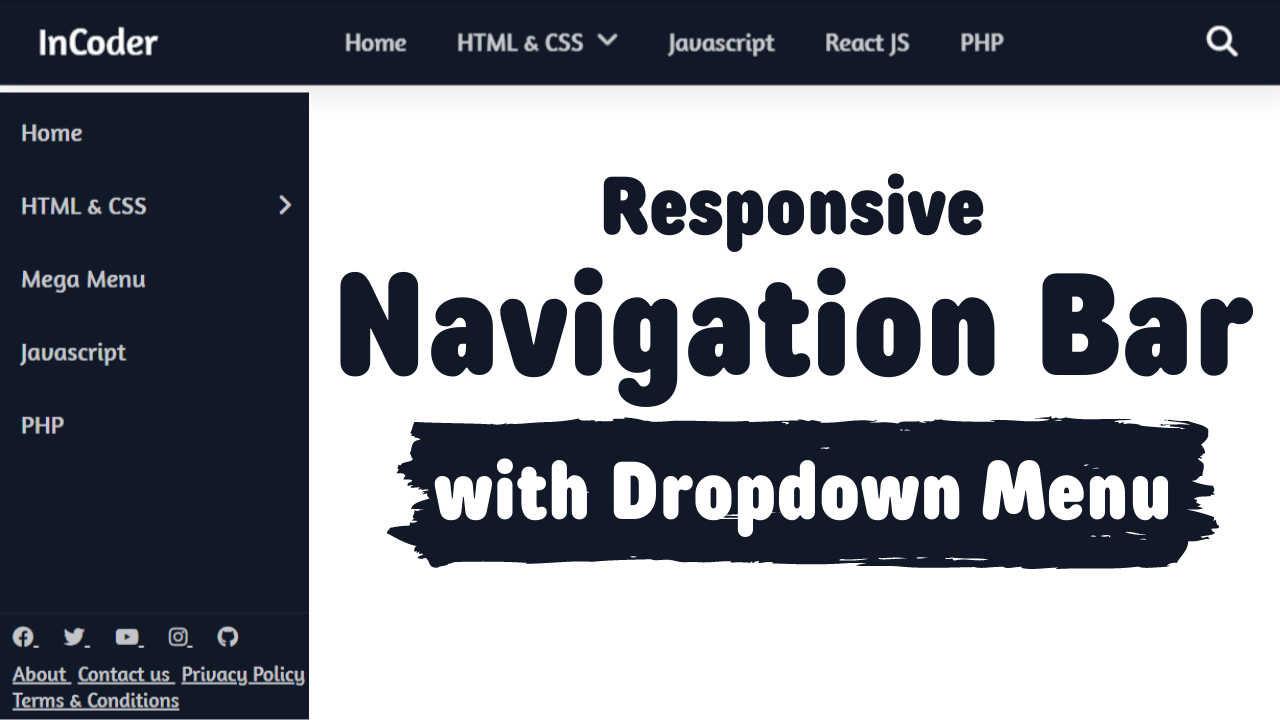 InCoder Home HTML & CSS Javascript React JS PHP
Home
HTML & CSS
Mega Menu
Javascript
PHP
About Contact us Privacy Policy
Terms & Conditions
Responsive
Navigation Bar
with Dropdown Menu